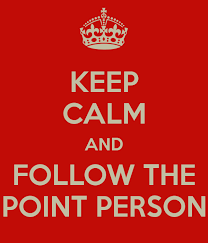 KEEP
CALM
AND
FOLLOW THE
POINT PERSON